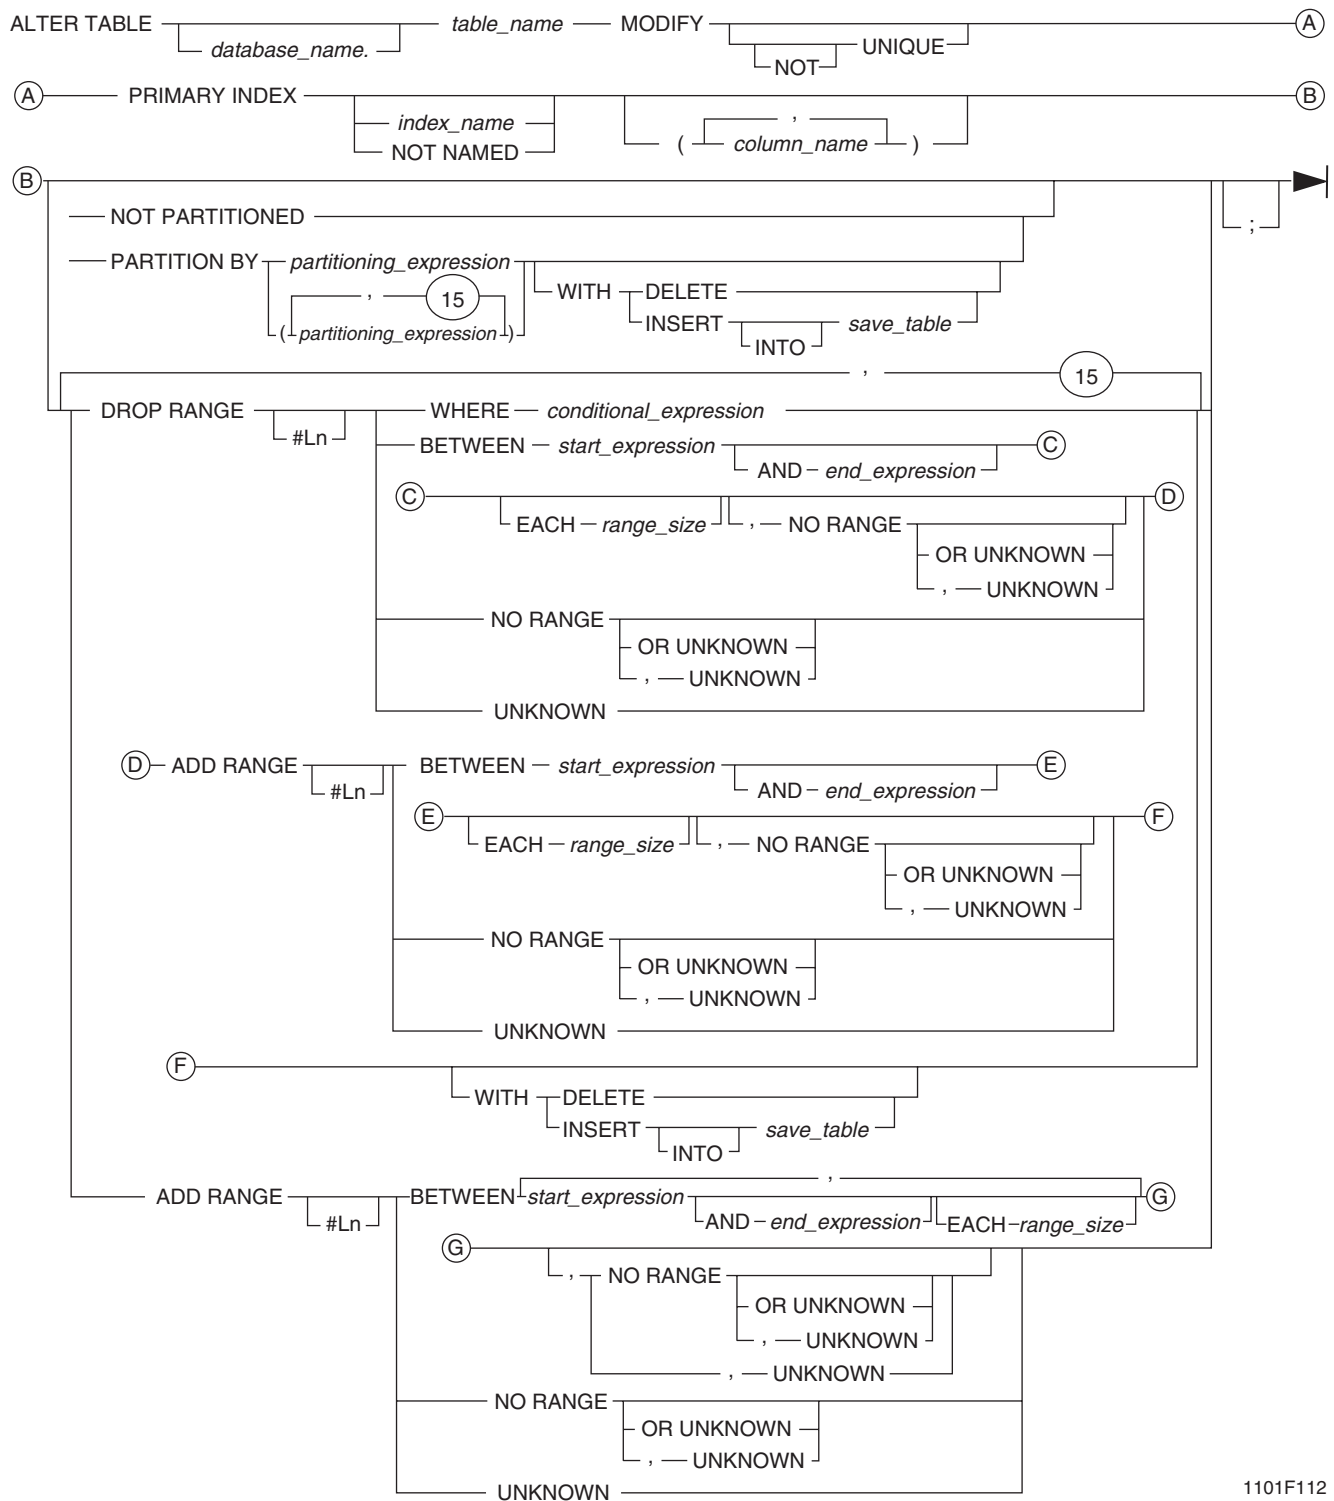 ALTER TABLE database_name. table_name MODIFY NOT UNIQUE A
A PRIMARY INDEX index_name NOT NAMED ( column_name , ) B
B
NOT PARTITIONED
;
PARTITION BY partitioning_expression
, 15
( partitioning_expression )
WITH DELETE
INSERT INTO save_table
, 15
DROP RANGE #Ln WHERE conditional_expression
BETWEEN start_expression AND end_expression C
C EACH range_size , NO RANGE D
OR UNKNOWN
, UNKNOWN
NO RANGE
OR UNKNOWN
, UNKNOWN
UNKNOWN
D ADD RANGE #Ln BETWEEN start_expression AND end_expression E
E EACH range_size , NO RANGE F
OR UNKNOWN
, UNKNOWN
NO RANGE
OR UNKNOWN
, UNKNOWN
UNKNOWN
F
WITH DELETE
INSERT INTO save_table
,
ADD RANGE #Ln BETWEEN start_expression AND end_expression EACH range_size G
G
, NO RANGE
OR UNKNOWN
, UNKNOWN
, UNKNOWN
NO RANGE
OR UNKNOWN
, UNKNOWN
UNKNOWN
1101F112